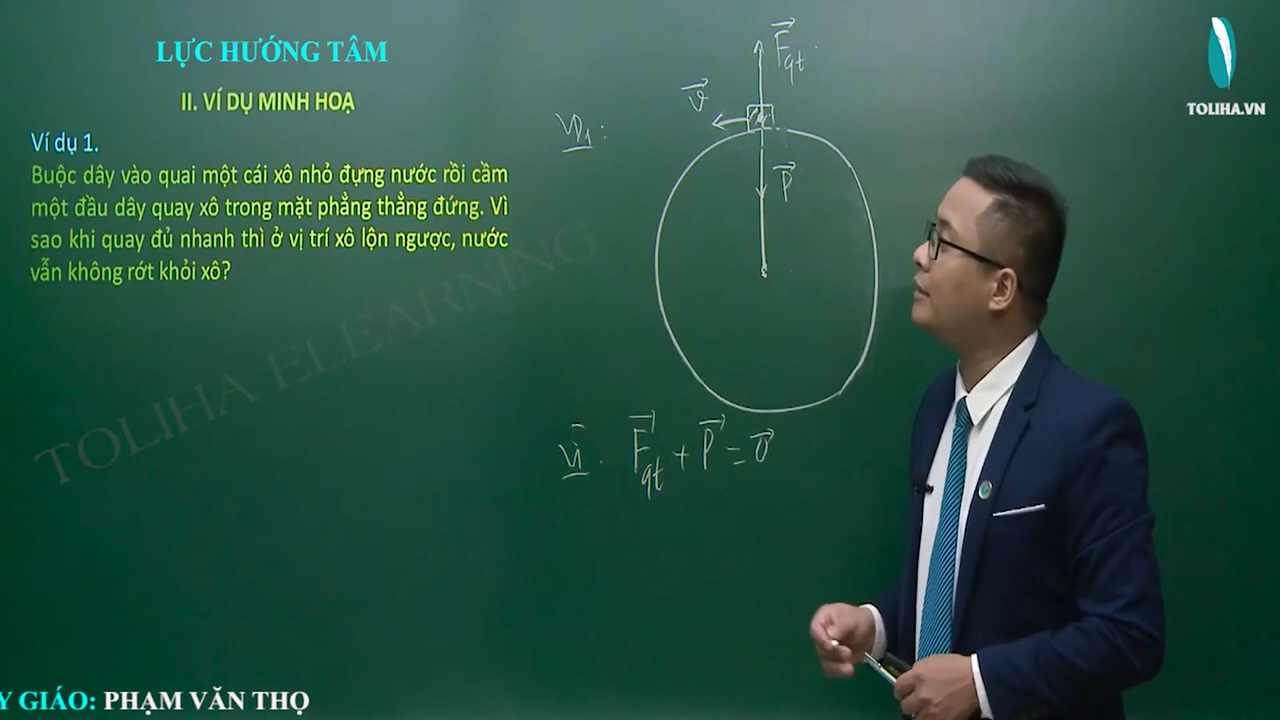 LỰC HƯỚNG TÂM
II. VÍ DỤ MINH HOẠ
Ví dụ 1.
Buộc dây vào quai một cái xô nhỏ đựng nước rồi cầm
một đầu dây quay xô trong mặt phẳng thẳng đứng. Vì
sao khi quay đủ nhanh thì ở vị trí xô lộn ngược, nước
vẫn không rớt khỏi xô?
TOLIHA ELEARNING
VD1:
F⃗qt
v⃗
P⃗
Vì F⃗qt + P⃗ = 0⃗
TOLIHA.VN
Y GIÁO: PHẠM VĂN THỌ